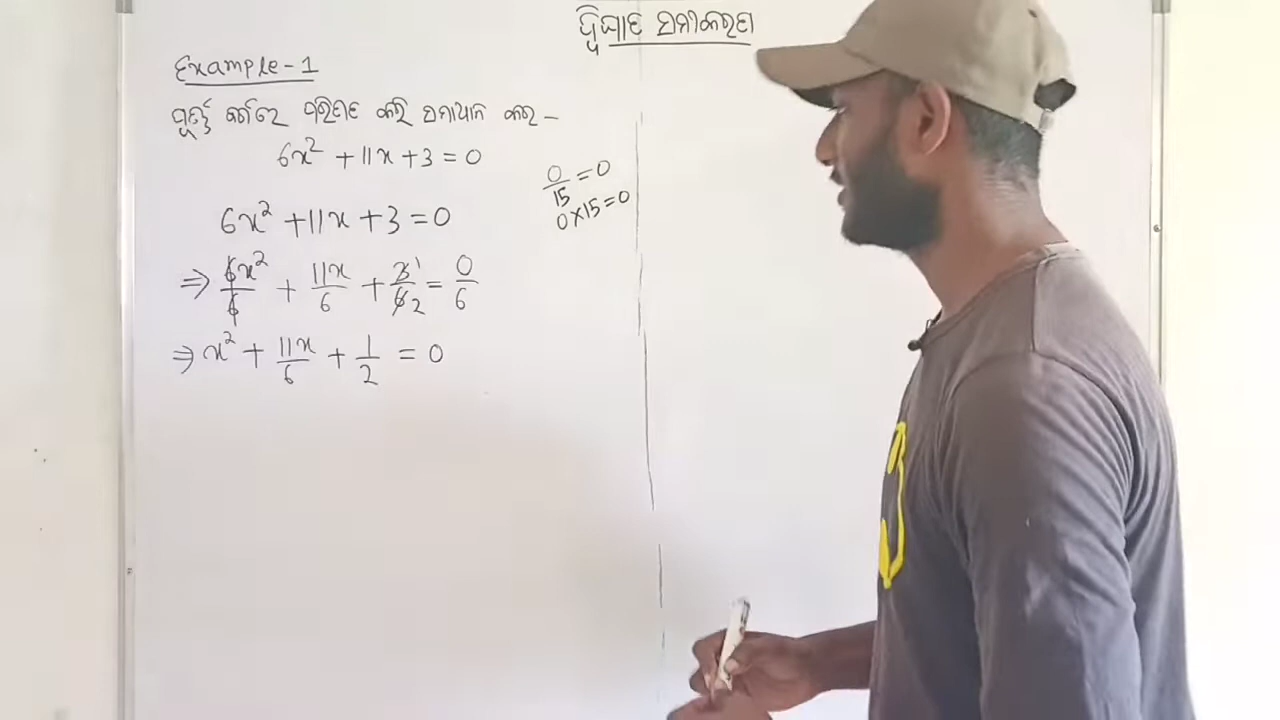 ଦ୍ୱିଘାତ ସମୀକରଣ
Example-1
ପୂର୍ଣ୍ଣ ବର୍ଗରେ ପରିଣତ କରି ସମାଧାନ କର –
6x² + 11x + 3 = 0
6x² + 11x + 3 = 0
⇒ 6x²/6 + 11x/6 + 3/6 = 0/6
⇒ x² + 11x/6 + 1/2 = 0
0/15 = 0
0×15=0